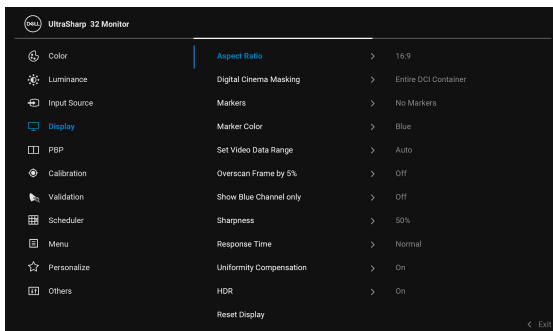 DELL UltraSharp 32 Monitor
Color Aspect Ratio > 16:9
Luminance Digital Cinema Masking > Entire DCI Container
Input Source Markers > No Markers
Display Marker Color > Blue
PBP Set Video Data Range > Auto
Calibration Overscan Frame by 5% > Off
Validation Show Blue Channel only > Off
Scheduler Sharpness > 50%
Menu Response Time > Normal
Personalize Uniformity Compensation > On
Others HDR > On
Reset Display
< Exit